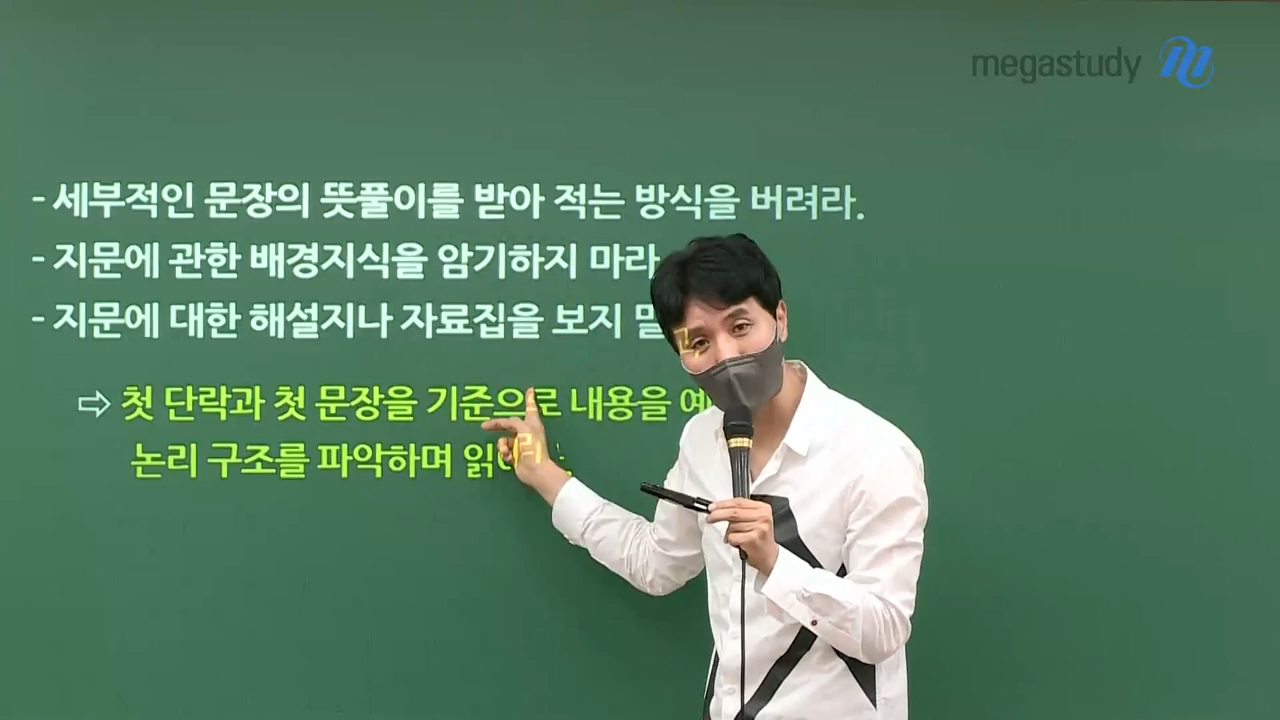 megastudy
- 세부적인 문장의 뜻풀이를 받아 적는 방식을 버려라.
- 지문에 관한 배경지식을 암기하지 마라
- 지문에 대한 해설지나 자료집을 보지
⇨ 첫 단락과 첫 문장을 기준으로 내용을
논리 구조를 파악하며